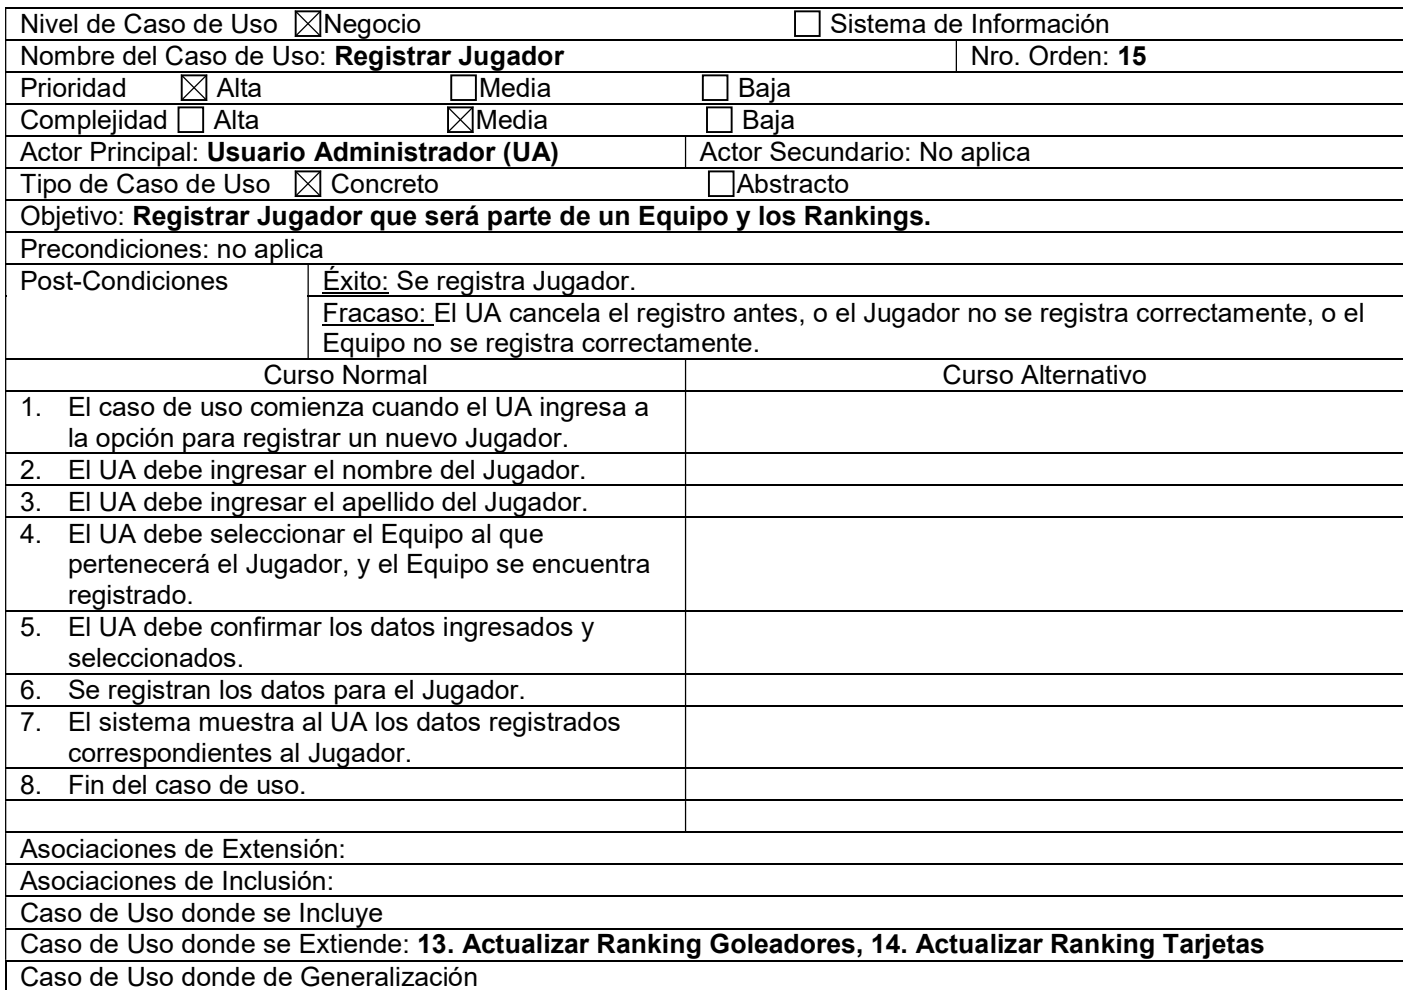 Nivel de Caso de Uso ☒Negocio ☐ Sistema de Información
Nombre del Caso de Uso: Registrar Jugador Nro. Orden: 15
Prioridad ☒ Alta ☐Media ☐ Baja
Complejidad ☐ Alta ☒Media ☐ Baja
Actor Principal: Usuario Administrador (UA) Actor Secundario: No aplica
Tipo de Caso de Uso ☒ Concreto ☐Abstracto
Objetivo: Registrar Jugador que será parte de un Equipo y los Rankings.
Precondiciones: no aplica
Post-Condiciones Éxito: Se registra Jugador.
Fracaso: El UA cancela el registro antes, o el Jugador no se registra correctamente, o el
Equipo no se registra correctamente.
Curso Normal Curso Alternativo
1. El caso de uso comienza cuando el UA ingresa a
la opción para registrar un nuevo Jugador.
2. El UA debe ingresar el nombre del Jugador.
3. El UA debe ingresar el apellido del Jugador.
4. El UA debe seleccionar el Equipo al que
pertenecerá el Jugador, y el Equipo se encuentra
registrado.
5. El UA debe confirmar los datos ingresados y
seleccionados.
6. Se registran los datos para el Jugador.
7. El sistema muestra al UA los datos registrados
correspondientes al Jugador.
8. Fin del caso de uso.
Asociaciones de Extensión:
Asociaciones de Inclusión:
Caso de Uso donde se Incluye
Caso de Uso donde se Extiende: 13. Actualizar Ranking Goleadores, 14. Actualizar Ranking Tarjetas
Caso de Uso donde de Generalización